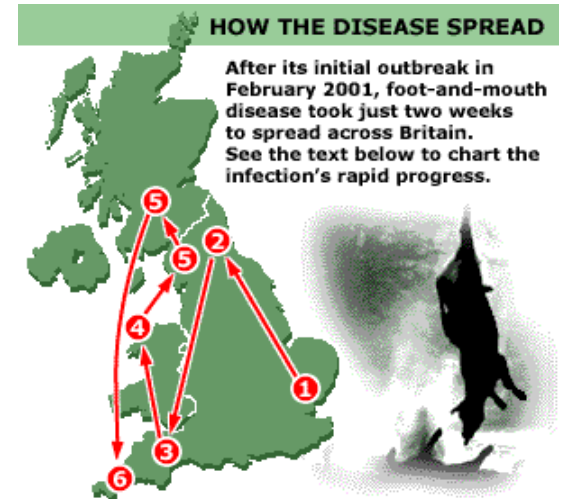 HOW THE DISEASE SPREAD
After its initial outbreak in
February 2001, foot-and-mouth
disease took just two weeks
to spread across Britain.
See the text below to chart the
infection's rapid progress.
5
2
5
4
1
3
6